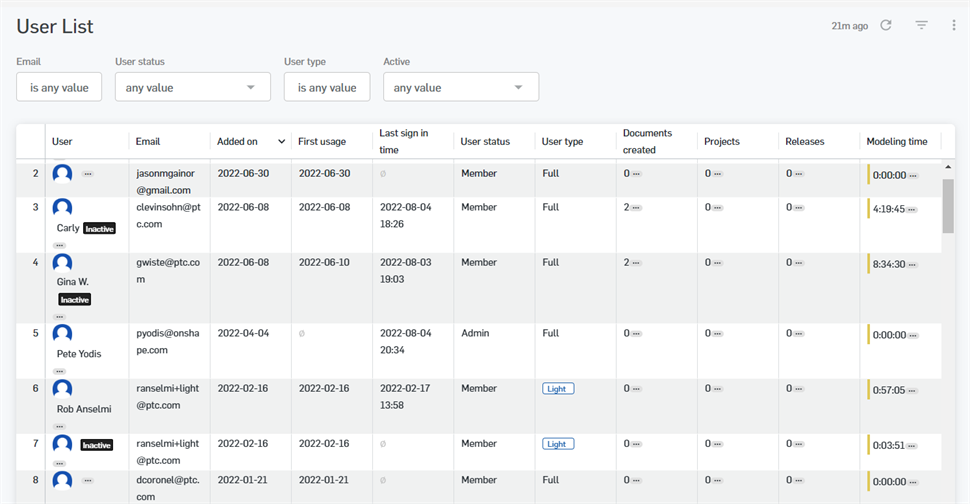 User List
21m ago
Email
User status
User type
Active
is any value
any value
is any value
any value
User
Email
Added on
First usage
Last sign in
time
User status
User type
Documents
created
Projects
Releases
Modeling time
2
jasonmgainor
@gmail.com
2022-06-30
2022-06-30
Ø
Member
Full
0
0
0
0:00:00
3
Carly Inactive
clevinsohn@pt
c.com
2022-06-08
2022-06-08
2022-08-04
18:26
Member
Full
2
0
0
4:19:45
4
Gina W.
Inactive
gwiste@ptc.co
m
2022-06-08
2022-06-10
2022-08-03
19:03
Member
Full
2
0
0
8:34:30
5
Pete Yodis
pyodis@onsha
pe.com
2022-04-04
Ø
2022-08-04
20:34
Admin
Full
0
0
0
0:00:00
6
Rob Anselmi
ranselmi+light
@ptc.com
2022-02-16
2022-02-16
2022-02-17
13:58
Member
Light
0
0
0
0:57:05
7
Inactive
ranselmi+light
@ptc.com
2022-02-16
2022-02-16
Ø
Member
Light
0
0
0
0:03:51
8
dcoronel@ptc.
com
2022-01-21
2022-01-21
Ø
Member
Full
0
0
0
0:00:00